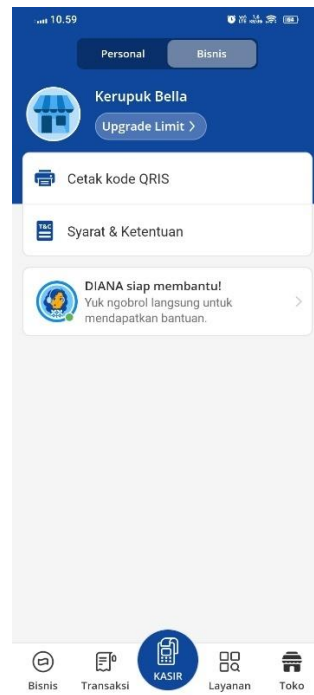 10.59
64
Personal
Bisnis
Kerupuk Bella
Upgrade Limit >
Cetak kode QRIS
T&C
Syarat & Ketentuan
DIANA siap membantu!
Yuk ngobrol langsung untuk
mendapatkan bantuan.
Bisnis
Transaksi
KASIR
Layanan
Toko